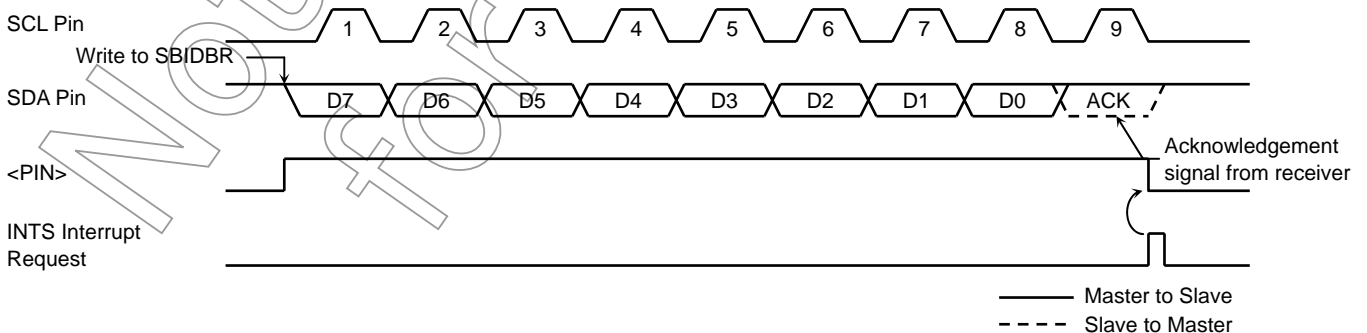 SCL Pin
1 2 3 4 5 6 7 8 9
Write to SBIDBR
SDA Pin
D7 D6 D5 D4 D3 D2 D1 D0 ACK
Acknowledgement
signal from receiver
<PIN>
INTS Interrupt
Request
Master to Slave
Slave to Master
for